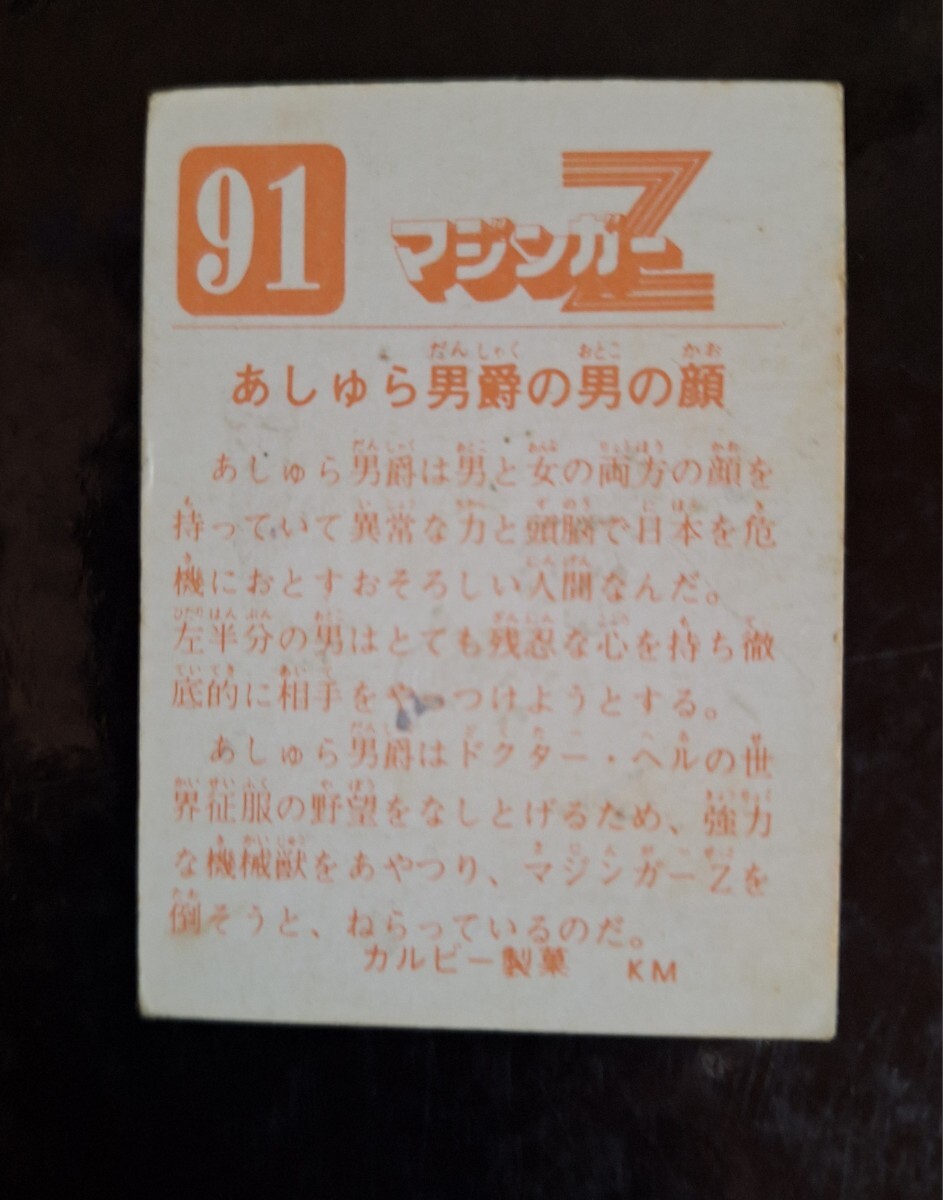 91
マジンガーZ
あしゅら男爵の男の顔
あしゅら男爵は男と女の両方の顔を
持っていて異常な力と頭脳で日本を危
機におとすおそろしい人間なんだ。
左半分の男はとても残忍な心を持ち徹
底的に相手をやっつけようとする。
あしゅら男爵はドクター・ヘルの世
界征服の野望をなしとげるため、強力
な機械獣をあやつり、マジンガーZを
倒そうと、ねらっているのだ。
カルビー製菓 KM